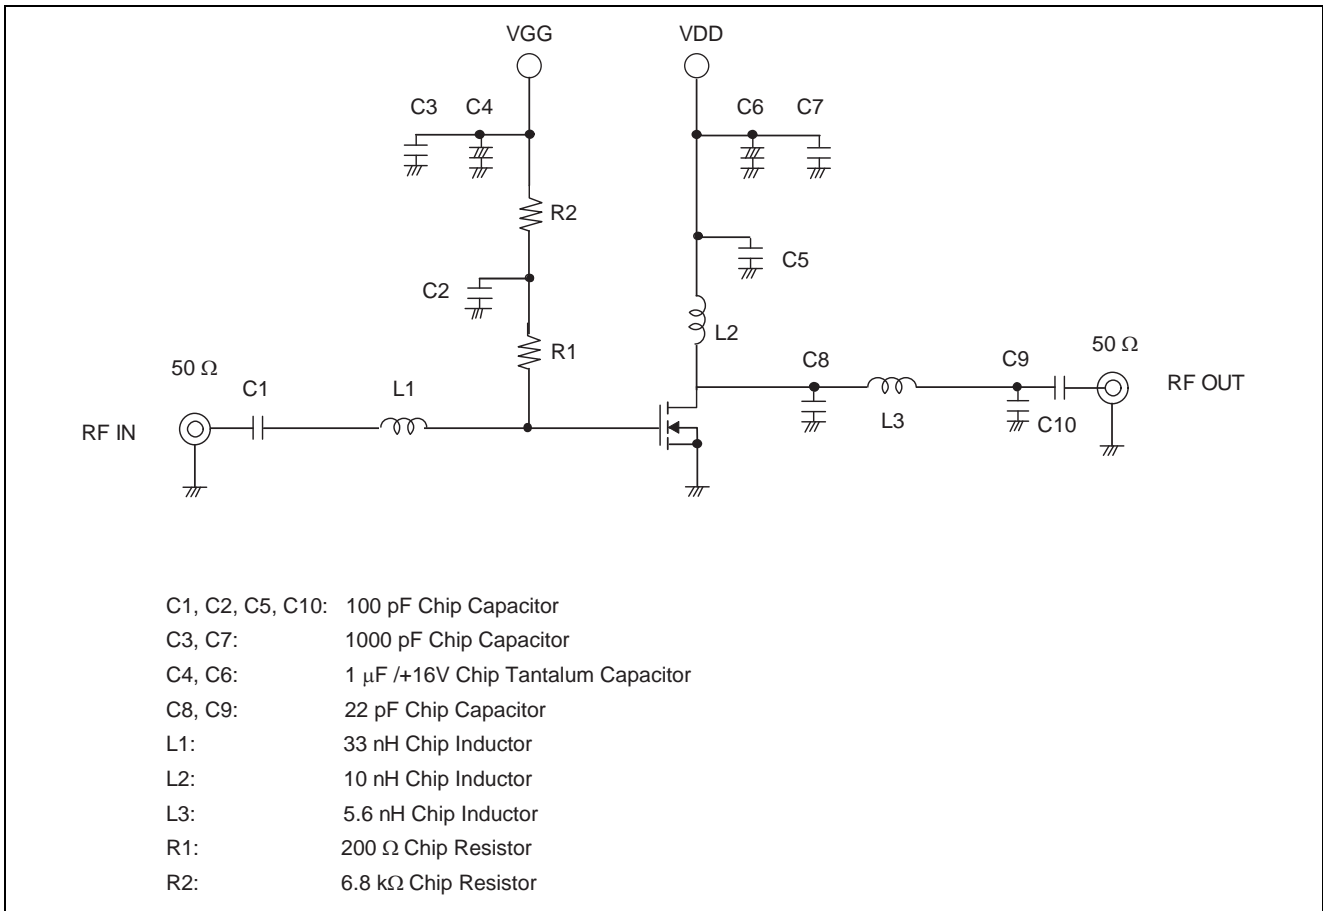 VGG VDD
C3 C4 C6 C7
R2
C5
C2
L2
R1
50 Ω C8 C9 50 Ω
C1 L1 RF OUT
L3
RF IN C10
C1, C2, C5, C10: 100 pF Chip Capacitor
C3, C7: 1000 pF Chip Capacitor
C4, C6: 1 μF /+16V Chip Tantalum Capacitor
C8, C9: 22 pF Chip Capacitor
L1: 33 nH Chip Inductor
L2: 10 nH Chip Inductor
L3: 5.6 nH Chip Inductor
R1: 200 Ω Chip Resistor
R2: 6.8 kΩ Chip Resistor